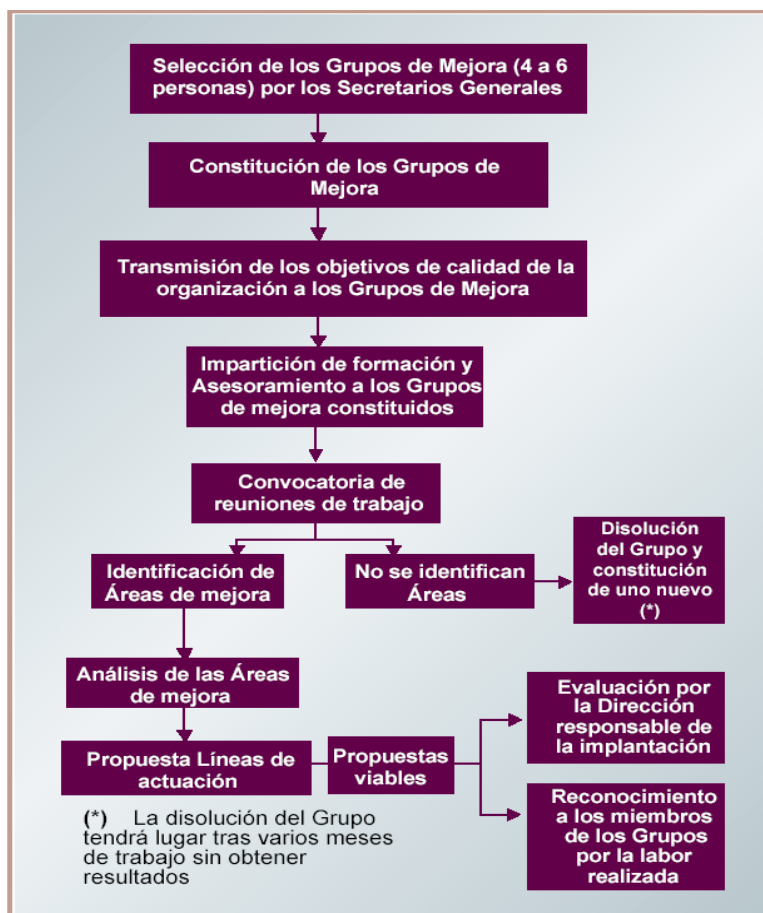 Selección de los Grupos de Mejora (4 a 6
personas) por los Secretarios Generales
Constitución de los Grupos de
Mejora
Transmisión de los objetivos de calidad de la
organización a los Grupos de Mejora
Impartición de formación y
Asesoramiento a los Grupos
de mejora constituidos
Convocatoria de
reuniones de trabajo
Identificación de
Áreas de mejora
No se identifican
Áreas
Disolución
del Grupo y
constitución
de uno nuevo
(*)
Análisis de las Áreas
de mejora
Propuesta Líneas de
actuación
Propuestas
viables
Evaluación por
la Dirección
responsable de
la implantación
Reconocimiento
a los miembros
de los Grupos
por la labor
realizada
(*) La disolución del Grupo
tendrá lugar tras varios meses
de trabajo sin obtener
resultados